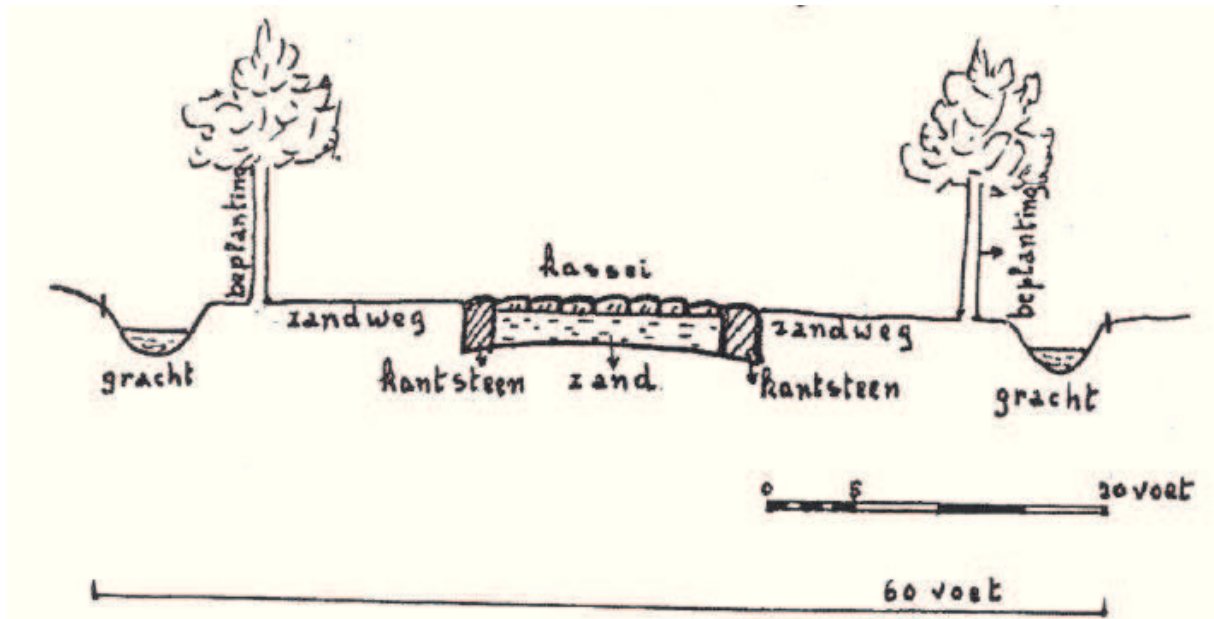 beplanting
beplanting
kassei
zandweg
zandweg
gracht
kantsteen
zand
kantsteen
gracht
0 5 20 voet
60 voet